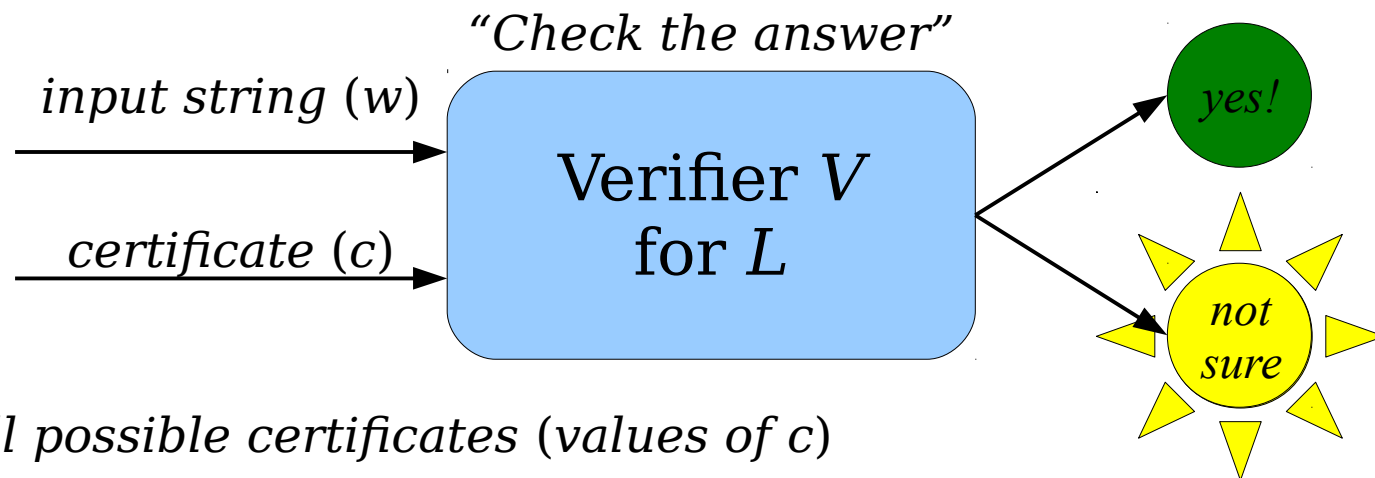 “Check the answer”
input string (w)
certificate (c)
Verifier V
for L
yes!
not
sure
l possible certificates (values of c)